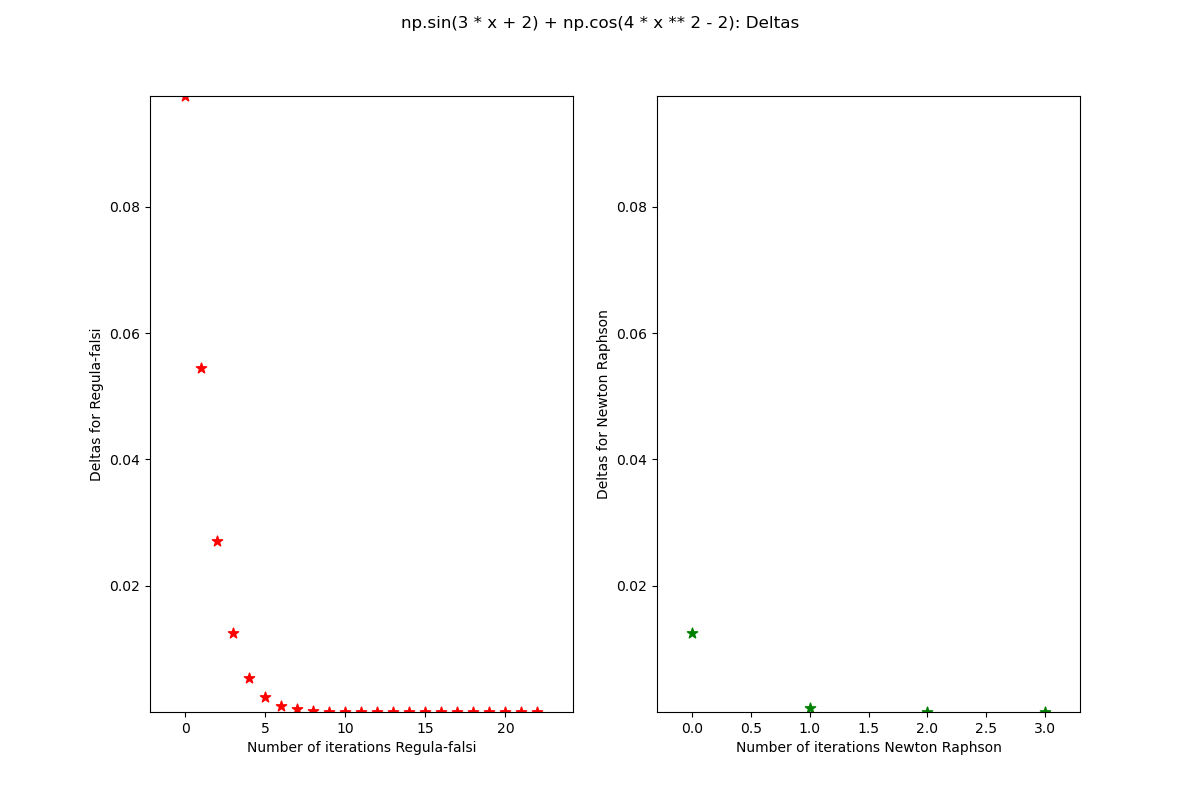 np.sin(3 * x + 2) + np.cos(4 * x ** 2 - 2): Deltas
Deltas for Regula-falsi
0.08
0.06
0.04
0.02
0 5 10 15 20
Number of iterations Regula-falsi
Deltas for Newton Raphson
0.08
0.06
0.04
0.02
0.0 0.5 1.0 1.5 2.0 2.5 3.0
Number of iterations Newton Raphson